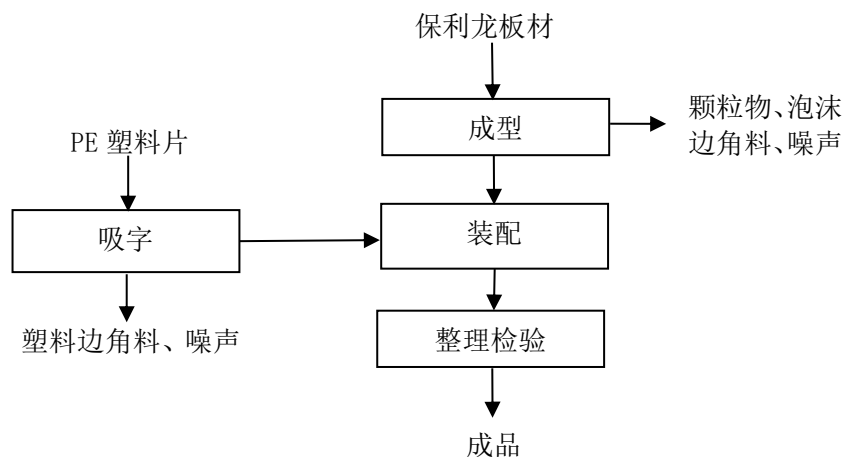 保利龙板材
成型
颗粒物、泡沫
边角料、噪声
PE 塑料片
吸字
装配
塑料边角料、噪声
整理检验
成品